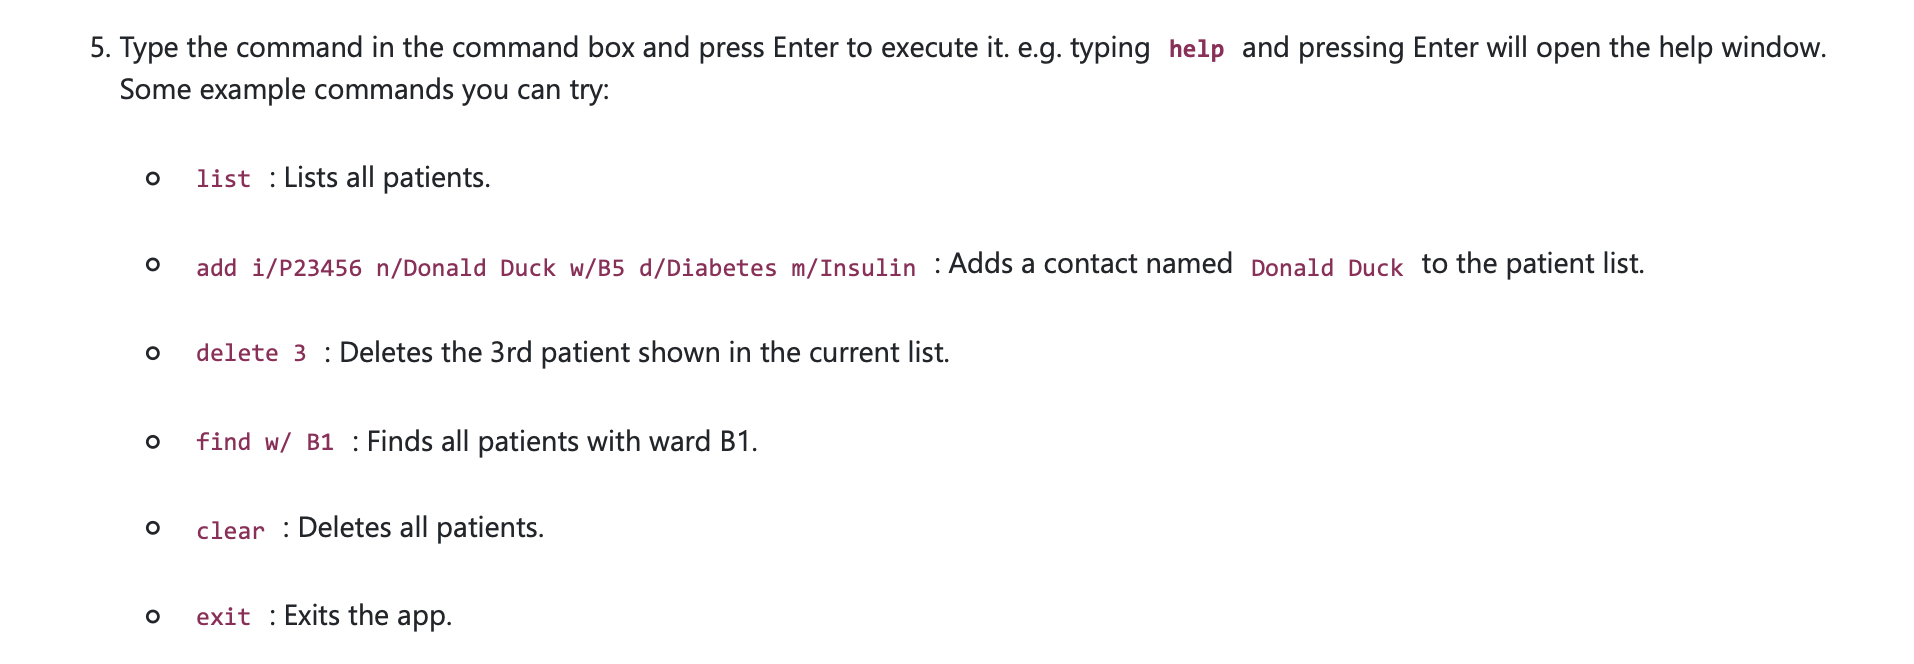 5. Type the command in the command box and press Enter to execute it. e.g. typing help and pressing Enter will open the help window.
Some example commands you can try:
list : Lists all patients.
add i/P23456 n/Donald Duck w/B5 d/Diabetes m/Insulin : Adds a contact named Donald Duck to the patient list.
delete 3 : Deletes the 3rd patient shown in the current list.
find w/ B1 : Finds all patients with ward B1.
clear : Deletes all patients.
exit : Exits the app.